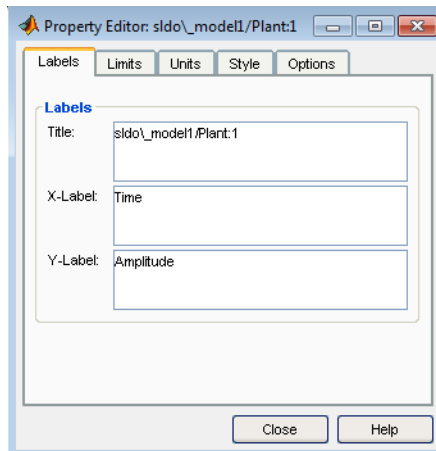 Property Editor: sldo\_model1/Plant:1
Labels Limits Units Style Options
Labels
Title: sldo\_model1/Plant:1
X-Label: Time
Y-Label: Amplitude
Close Help